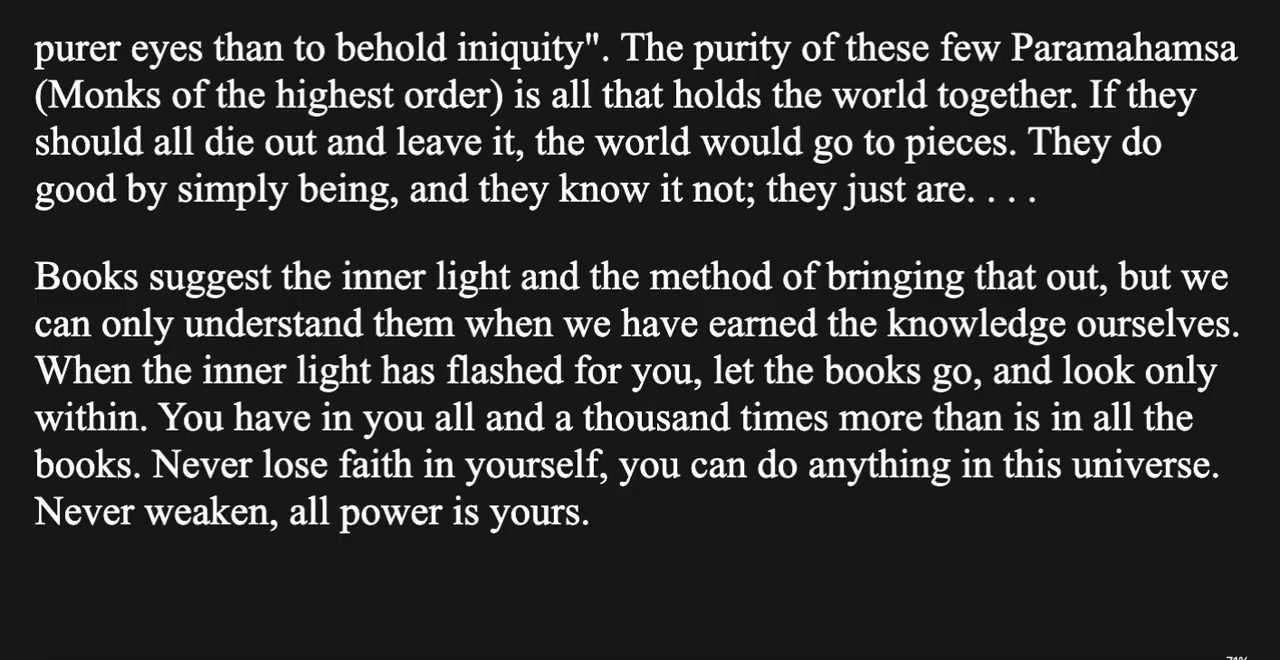 purer eyes than to behold iniquity". The purity of these few Paramahamsa
(Monks of the highest order) is all that holds the world together. If they
should all die out and leave it, the world would go to pieces. They do
good by simply being, and they know it not; they just are. . . .
Books suggest the inner light and the method of bringing that out, but we
can only understand them when we have earned the knowledge ourselves.
When the inner light has flashed for you, let the books go, and look only
within. You have in you all and a thousand times more than is in all the
books. Never lose faith in yourself, you can do anything in this universe.
Never weaken, all power is yours.